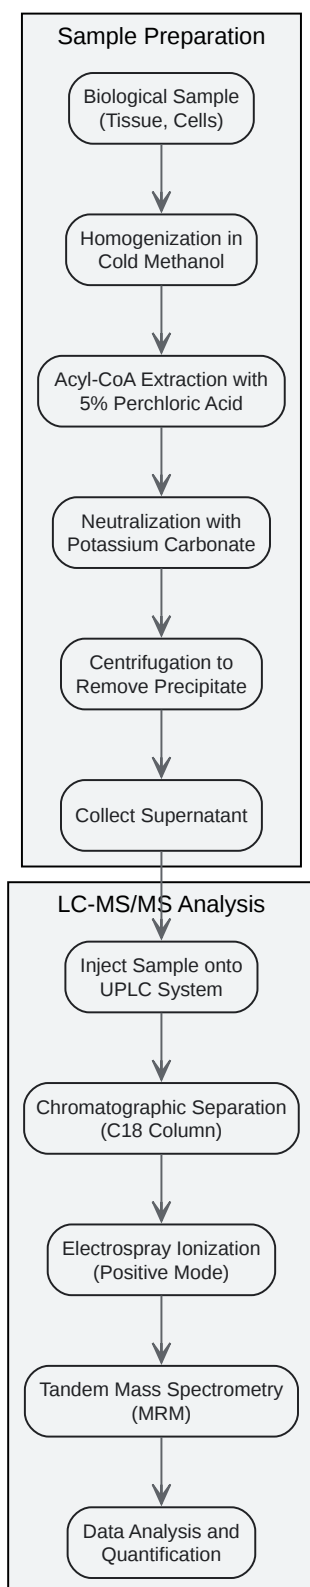 Sample Preparation
Biological Sample
(Tissue, Cells)
Homogenization in
Cold Methanol
Acyl-CoA Extraction with
5% Perchloric Acid
Neutralization with
Potassium Carbonate
Centrifugation to
Remove Precipitate
Collect Supernatant
LC-MS/MS Analysis
Inject Sample onto
UPLC System
Chromatographic Separation
(C18 Column)
Electrospray Ionization
(Positive Mode)
Tandem Mass Spectrometry
(MRM)
Data Analysis and
Quantification